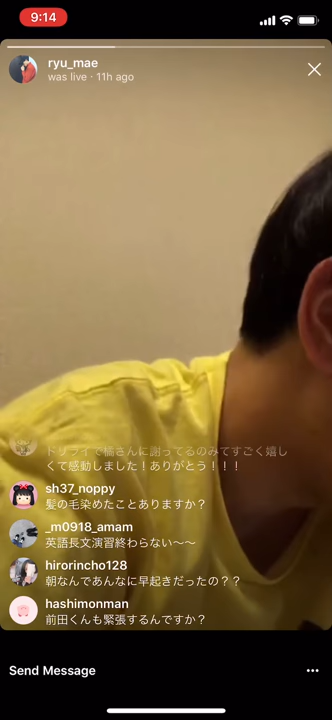 9:14
ryu_mae
was live · 11h ago
トライで橘さんに謝ってるのみてすごく嬉し
くて感動しました！ありがとう！！！
sh37_noppy
髪の毛染めたことありますか？
_m0918_amam
英語長文演習終わらない〜〜
hirorincho128
朝なんであんなに早起きだったの？？
hashimonman
前田くんも緊張するんですか？
Send Message